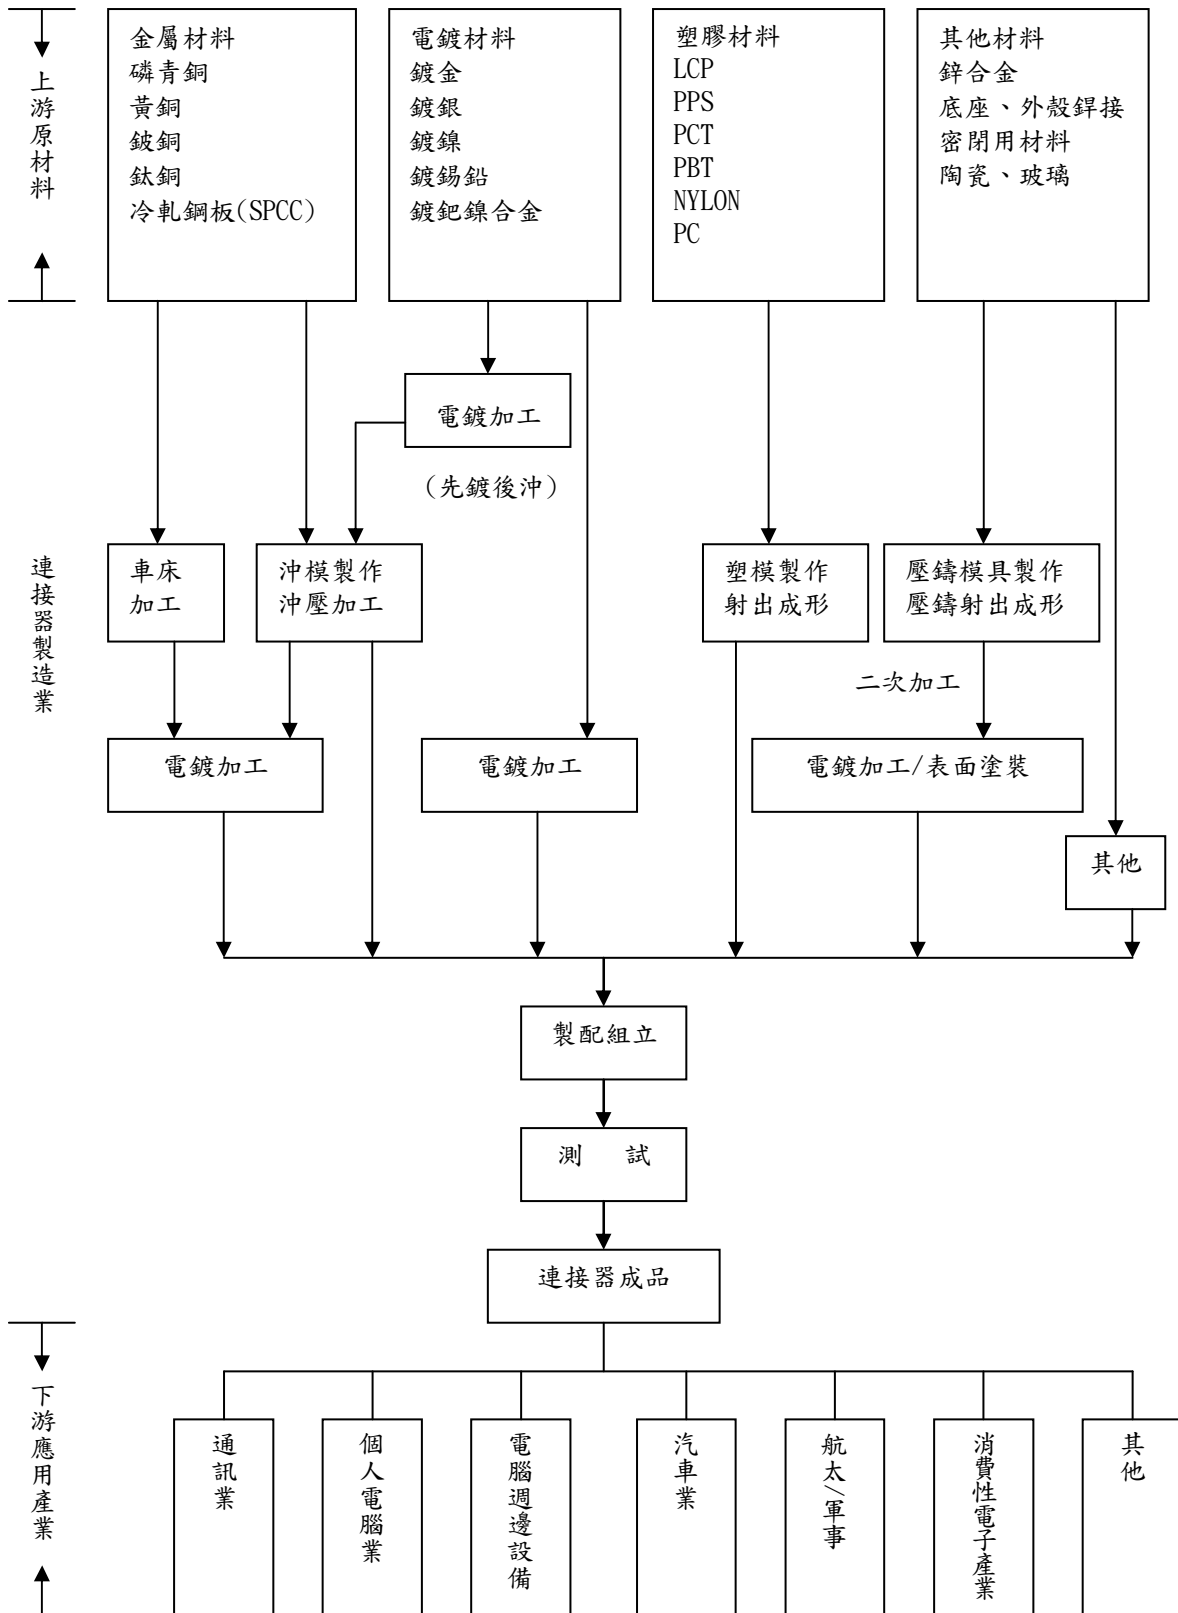 上游原材料
金屬材料
磷青銅
黃銅
鈹銅
鈦銅
冷軋鋼板(SPCC)
電鍍材料
鍍金
鍍銀
鍍鎳
鍍錫鉛
鍍鈀鎳合金
塑膠材料
LCP
PPS
PCT
PBT
NYLON
PC
其他材料
鋅合金
底座、外殼銲接
密閉用材料
陶瓷、玻璃
連接器製造業
電鍍加工
(先鍍後沖)
車床
加工
沖模製作
沖壓加工
塑模製作
射出成形
壓鑄模具製作
壓鑄射出成形
二次加工
電鍍加工
電鍍加工
電鍍加工/表面塗裝
其他
製配組立
測 試
連接器成品
下游應用產業
通訊業
個人電腦業
電腦週邊設備
汽車業
航太/軍事
消費性電子產業
其他